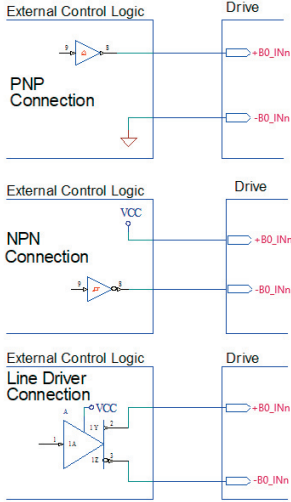 External Control Logic
Drive
9
8
+B0_INn
PNP
Connection
-B0_INn
External Control Logic
Drive
VCC
NPN
Connection
+B0_INn
9
8
-B0_INn
External Control Logic
Drive
Line Driver
Connection
A
VCC
1Y
2
+B0_INn
1
1A
1Z
3
-B0_INn